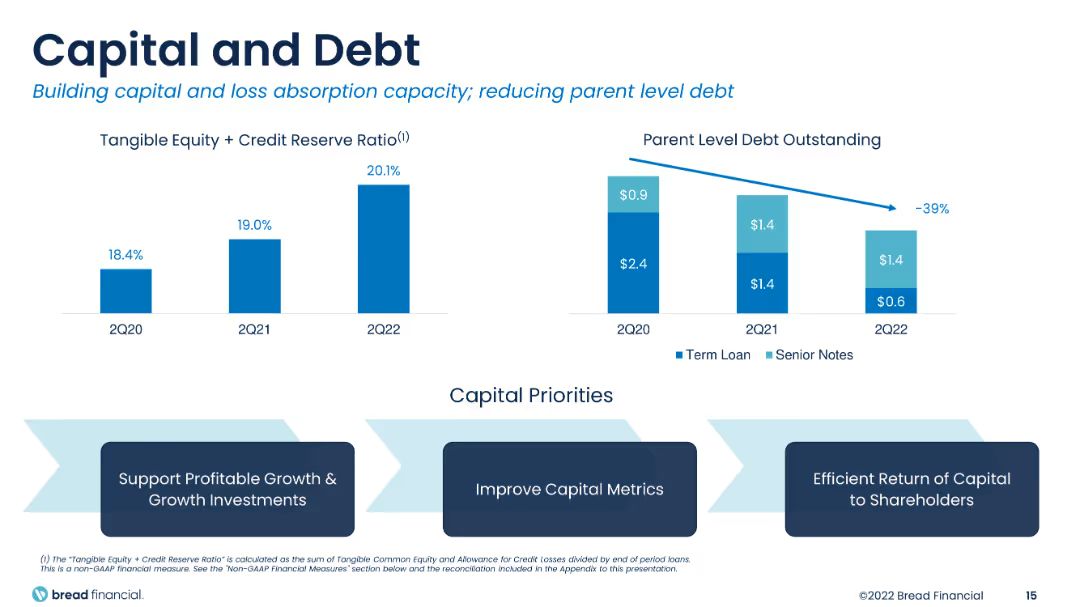 Capital and Debt
Building capital and loss absorption capacity; reducing parent level debt
Tangible Equity + Credit Reserve Ratio(1)
18.4%
19.0%
20.1%
2Q20
2Q21
2Q22
Parent Level Debt Outstanding
-39%
$0.9
$2.4
$1.4
$1.4
$1.4
$0.6
2Q20
2Q21
2Q22
Term Loan
Senior Notes
Capital Priorities
Support Profitable Growth &
Growth Investments
Improve Capital Metrics
Efficient Return of Capital
to Shareholders
(1) The "Tangible Equity + Credit Reserve Ratio" is calculated as the sum of Tangible Common Equity and Allowance for Credit Losses divided by end of period loans.
This is a non-GAAP financial measure. See the "Non-GAAP Financial Measures" section below and the reconciliation included in the Appendix to this presentation.
bread financial.
©2022 Bread Financial
15